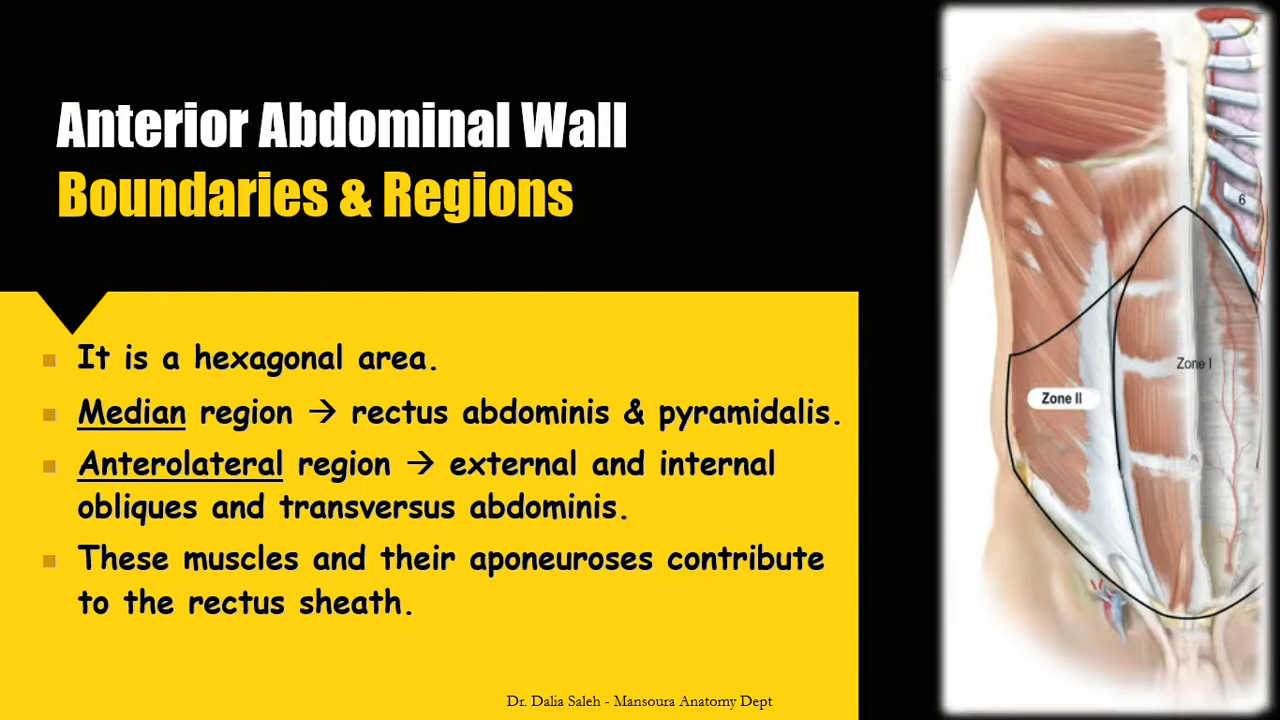 Anterior Abdominal Wall
Boundaries & Regions
It is a hexagonal area.
Median region → rectus abdominis & pyramidalis.
Anterolateral region → external and internal
obliques and transversus abdominis.
These muscles and their aponeuroses contribute
to the rectus sheath.
6
Zone I
Zone II
Dr. Dalia Saleh - Mansoura Anatomy Dept